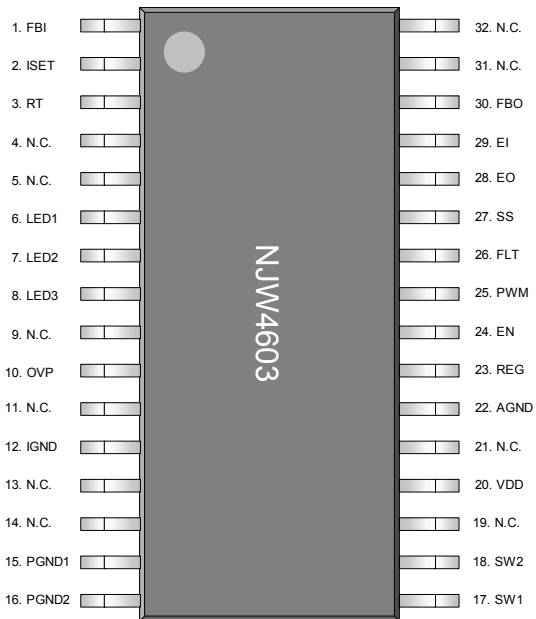 1. FBI
2. ISET
3. RT
4. N.C.
5. N.C.
6. LED1
7. LED2
8. LED3
9. N.C.
10. OVP
11. N.C.
12. IGND
13. N.C.
14. N.C.
15. PGND1
16. PGND2
NJW4603
32. N.C.
31. N.C.
30. FBO
29. EI
28. EO
27. SS
26. FLT
25. PWM
24. EN
23. REG
22. AGND
21. N.C.
20. VDD
19. N.C.
18. SW2
17. SW1